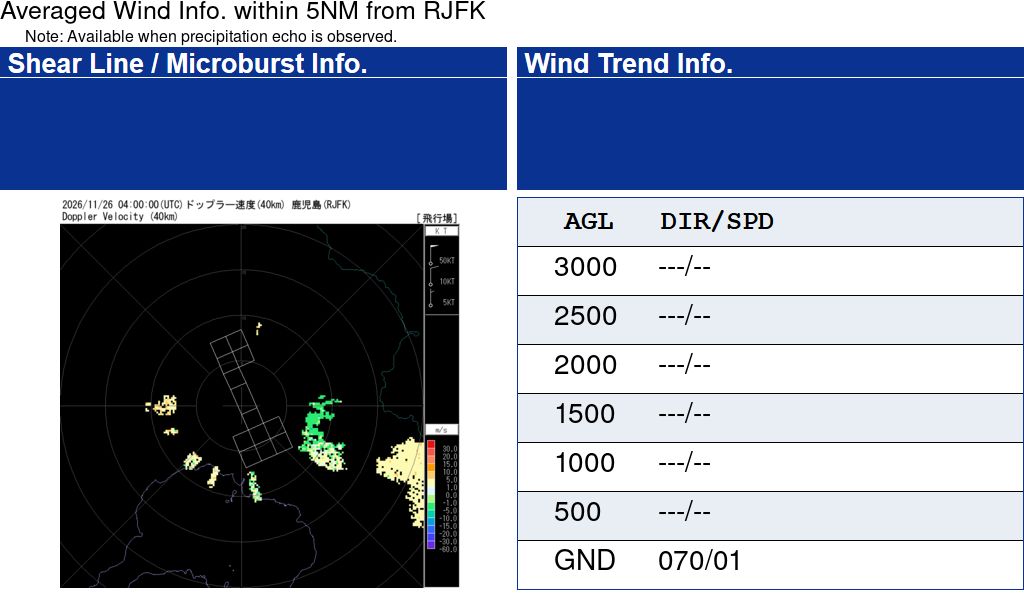 Averaged Wind Info. within 5NM from RJFK
Note: Available when precipitation echo is observed.
Shear Line / Microburst Info.
Wind Trend Info.
2026/11/26 04:00:00(UTC) ドップラー速度(40km) 鹿児島(RJFK)
Doppler Velocity (40km)
[飛行場]
K T
50KT
10KT
5KT
m/s
30.0
20.0
15.0
10.0
5.0
1.0
0.0
-1.0
-5.0
-10.0
-15.0
-20.0
-30.0
-60.0
AGL DIR/SPD
3000 ---/--
2500 ---/--
2000 ---/--
1500 ---/--
1000 ---/--
500 ---/--
GND 070/01